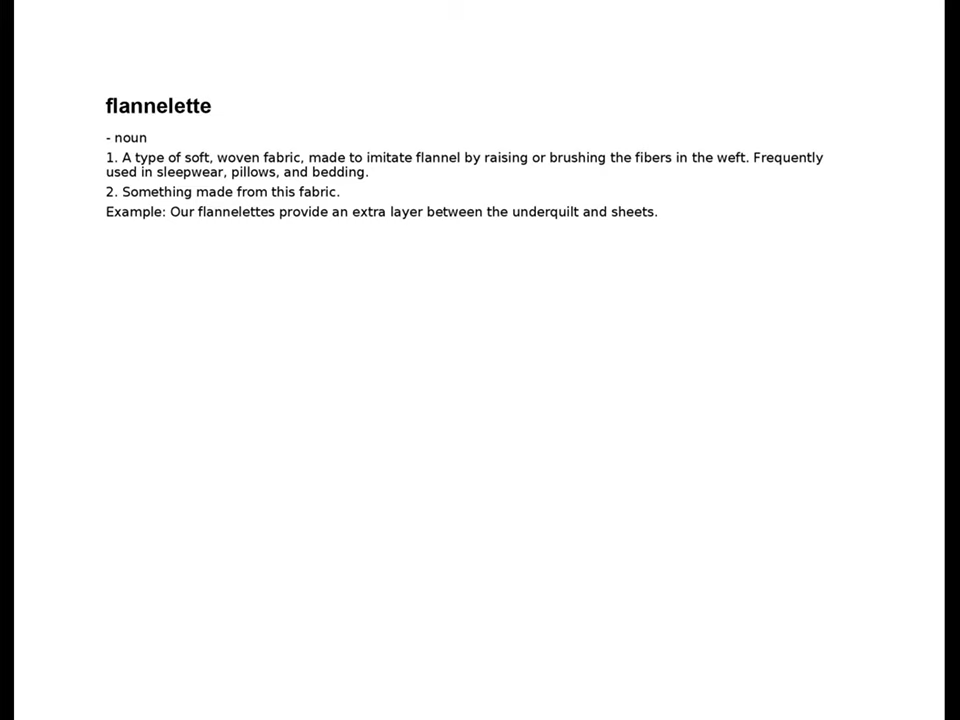 flannelette
- noun
1. A type of soft, woven fabric, made to imitate flannel by raising or brushing the fibers in the weft. Frequently
used in sleepwear, pillows, and bedding.
2. Something made from this fabric.
Example: Our flannelettes provide an extra layer between the underquilt and sheets.